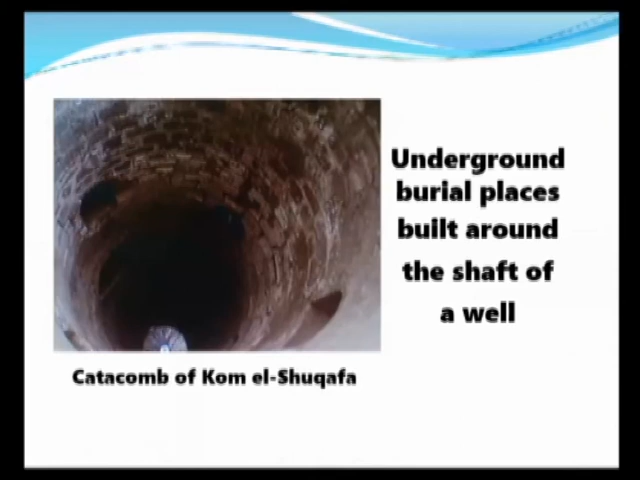 Underground
burial places
built around
the shaft of
a well
Catacomb of Kom el-Shuqafa